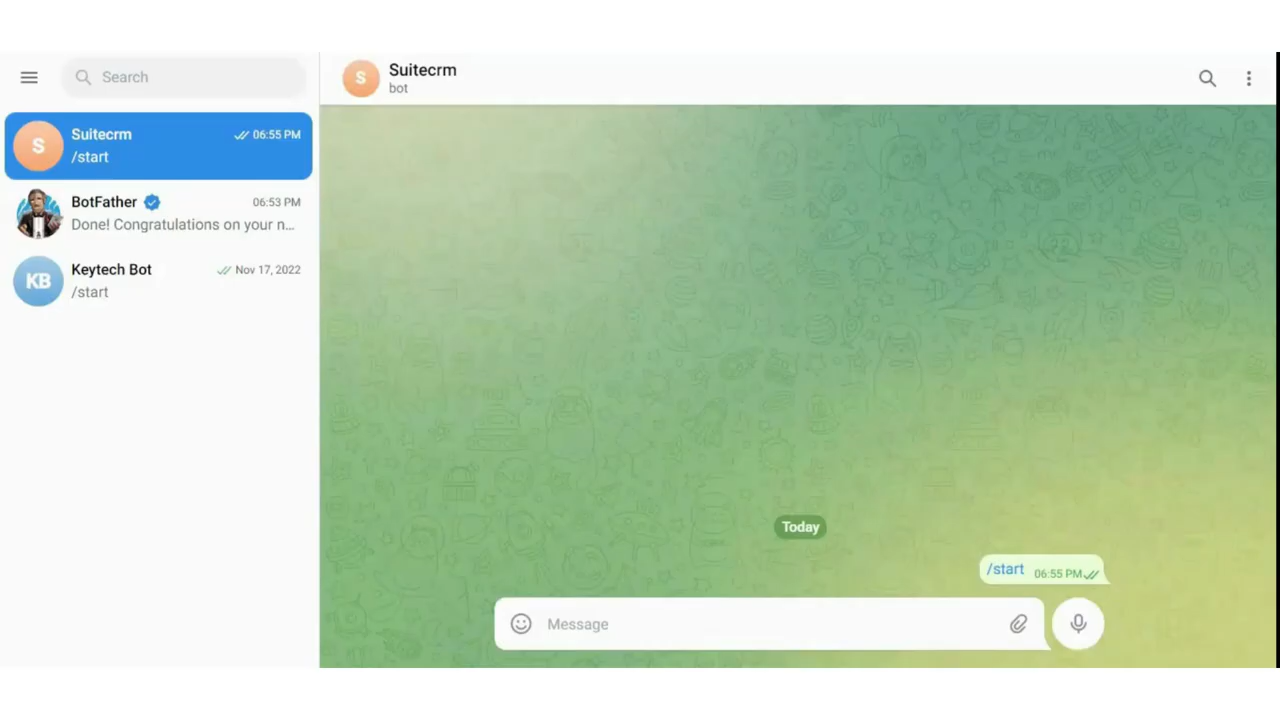 Search
Suitecrm
06:55 PM
/start
BotFather
06:53 PM
Done! Congratulations on your n...
KB
Keytech Bot
Nov 17, 2022
/start
S
S
Suitecrm
bot
Today
/start 06:55 PM
Message